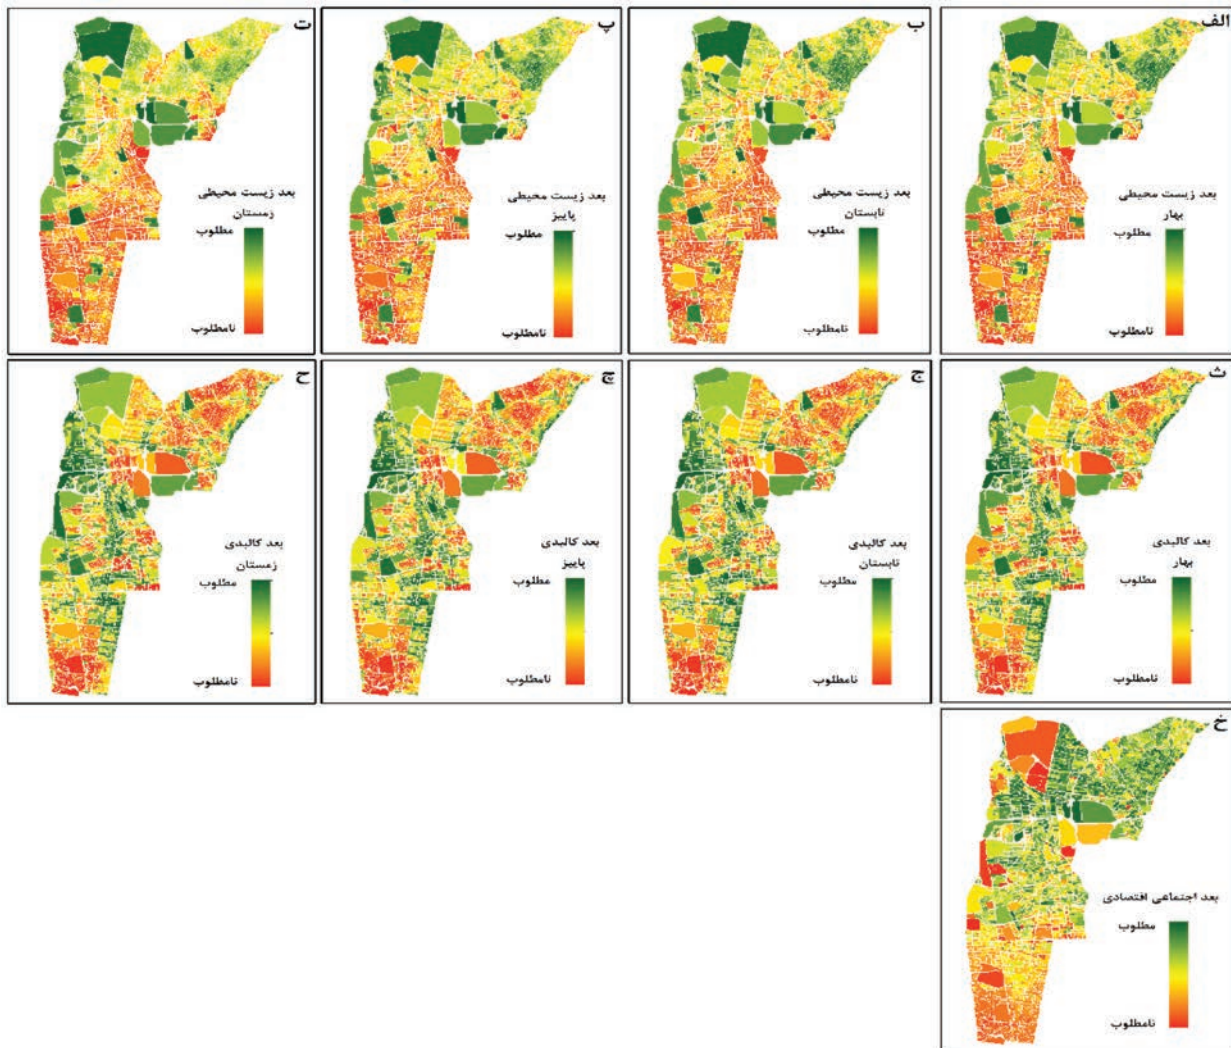 الف
بعد زیست محیطی
بهار
مطلوب
نامطلوب
ب
بعد زیست محیطی
تابستان
مطلوب
نامطلوب
پ
بعد زیست محیطی
پاییز
مطلوب
نامطلوب
ت
بعد زیست محیطی
زمستان
مطلوب
نامطلوب
ث
بعد کالبدی
بهار
مطلوب
نامطلوب
ج
بعد کالبدی
تابستان
مطلوب
نامطلوب
چ
بعد کالبدی
پاییز
مطلوب
نامطلوب
ح
بعد کالبدی
زمستان
مطلوب
نامطلوب
خ
بعد اجتماعی اقتصادی
مطلوب
نامطلوب